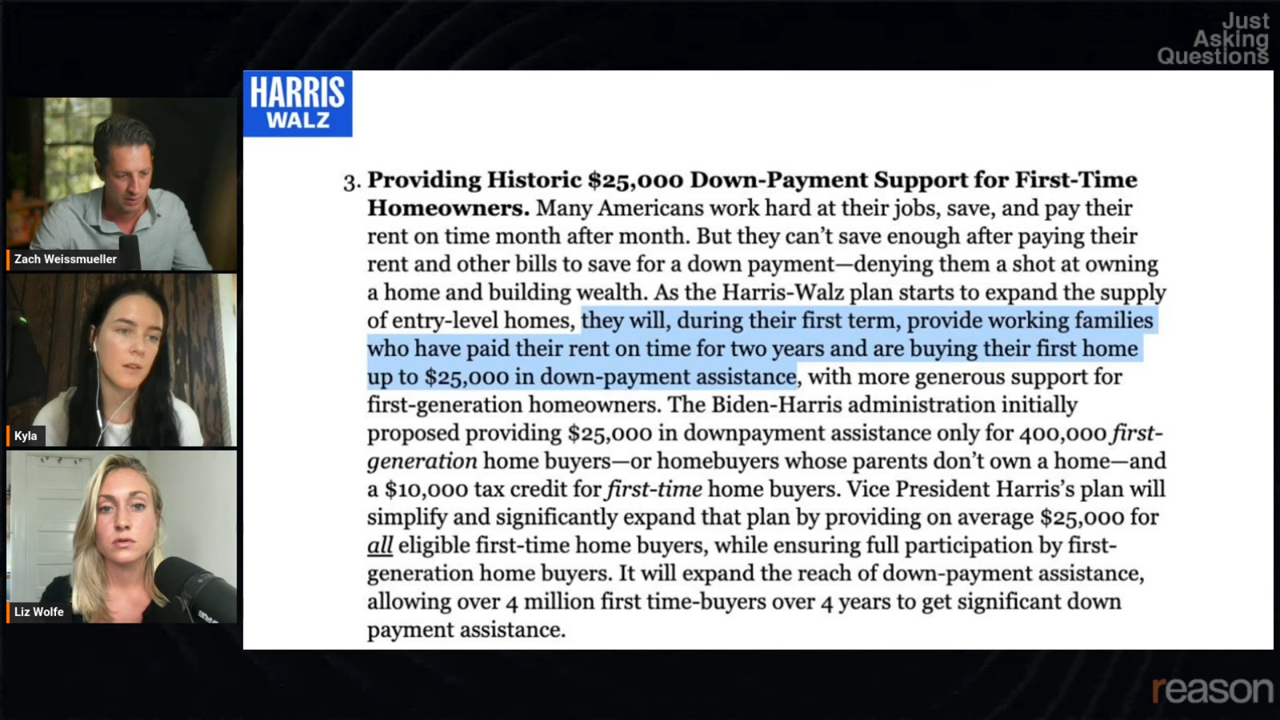 Just
Asking
Questions
HARRIS
WALZ
3. Providing Historic $25,000 Down-Payment Support for First-Time
Homeowners. Many Americans work hard at their jobs, save, and pay their
rent on time month after month. But they can’t save enough after paying their
rent and other bills to save for a down payment—denying them a shot at owning
a home and building wealth. As the Harris-Walz plan starts to expand the supply
of entry-level homes, they will, during their first term, provide working families
who have paid their rent on time for two years and are buying their first home
up to $25,000 in down-payment assistance, with more generous support for
first-generation homeowners. The Biden-Harris administration initially
proposed providing $25,000 in downpayment assistance only for 400,000 first-
generation home buyers—or homebuyers whose parents don’t own a home—and
a $10,000 tax credit for first-time home buyers. Vice President Harris’s plan will
simplify and significantly expand that plan by providing on average $25,000 for
all eligible first-time home buyers, while ensuring full participation by first-
generation home buyers. It will expand the reach of down-payment assistance,
allowing over 4 million first time-buyers over 4 years to get significant down
payment assistance.
Zach Weissmueller
Kyla
Liz Wolfe
reason